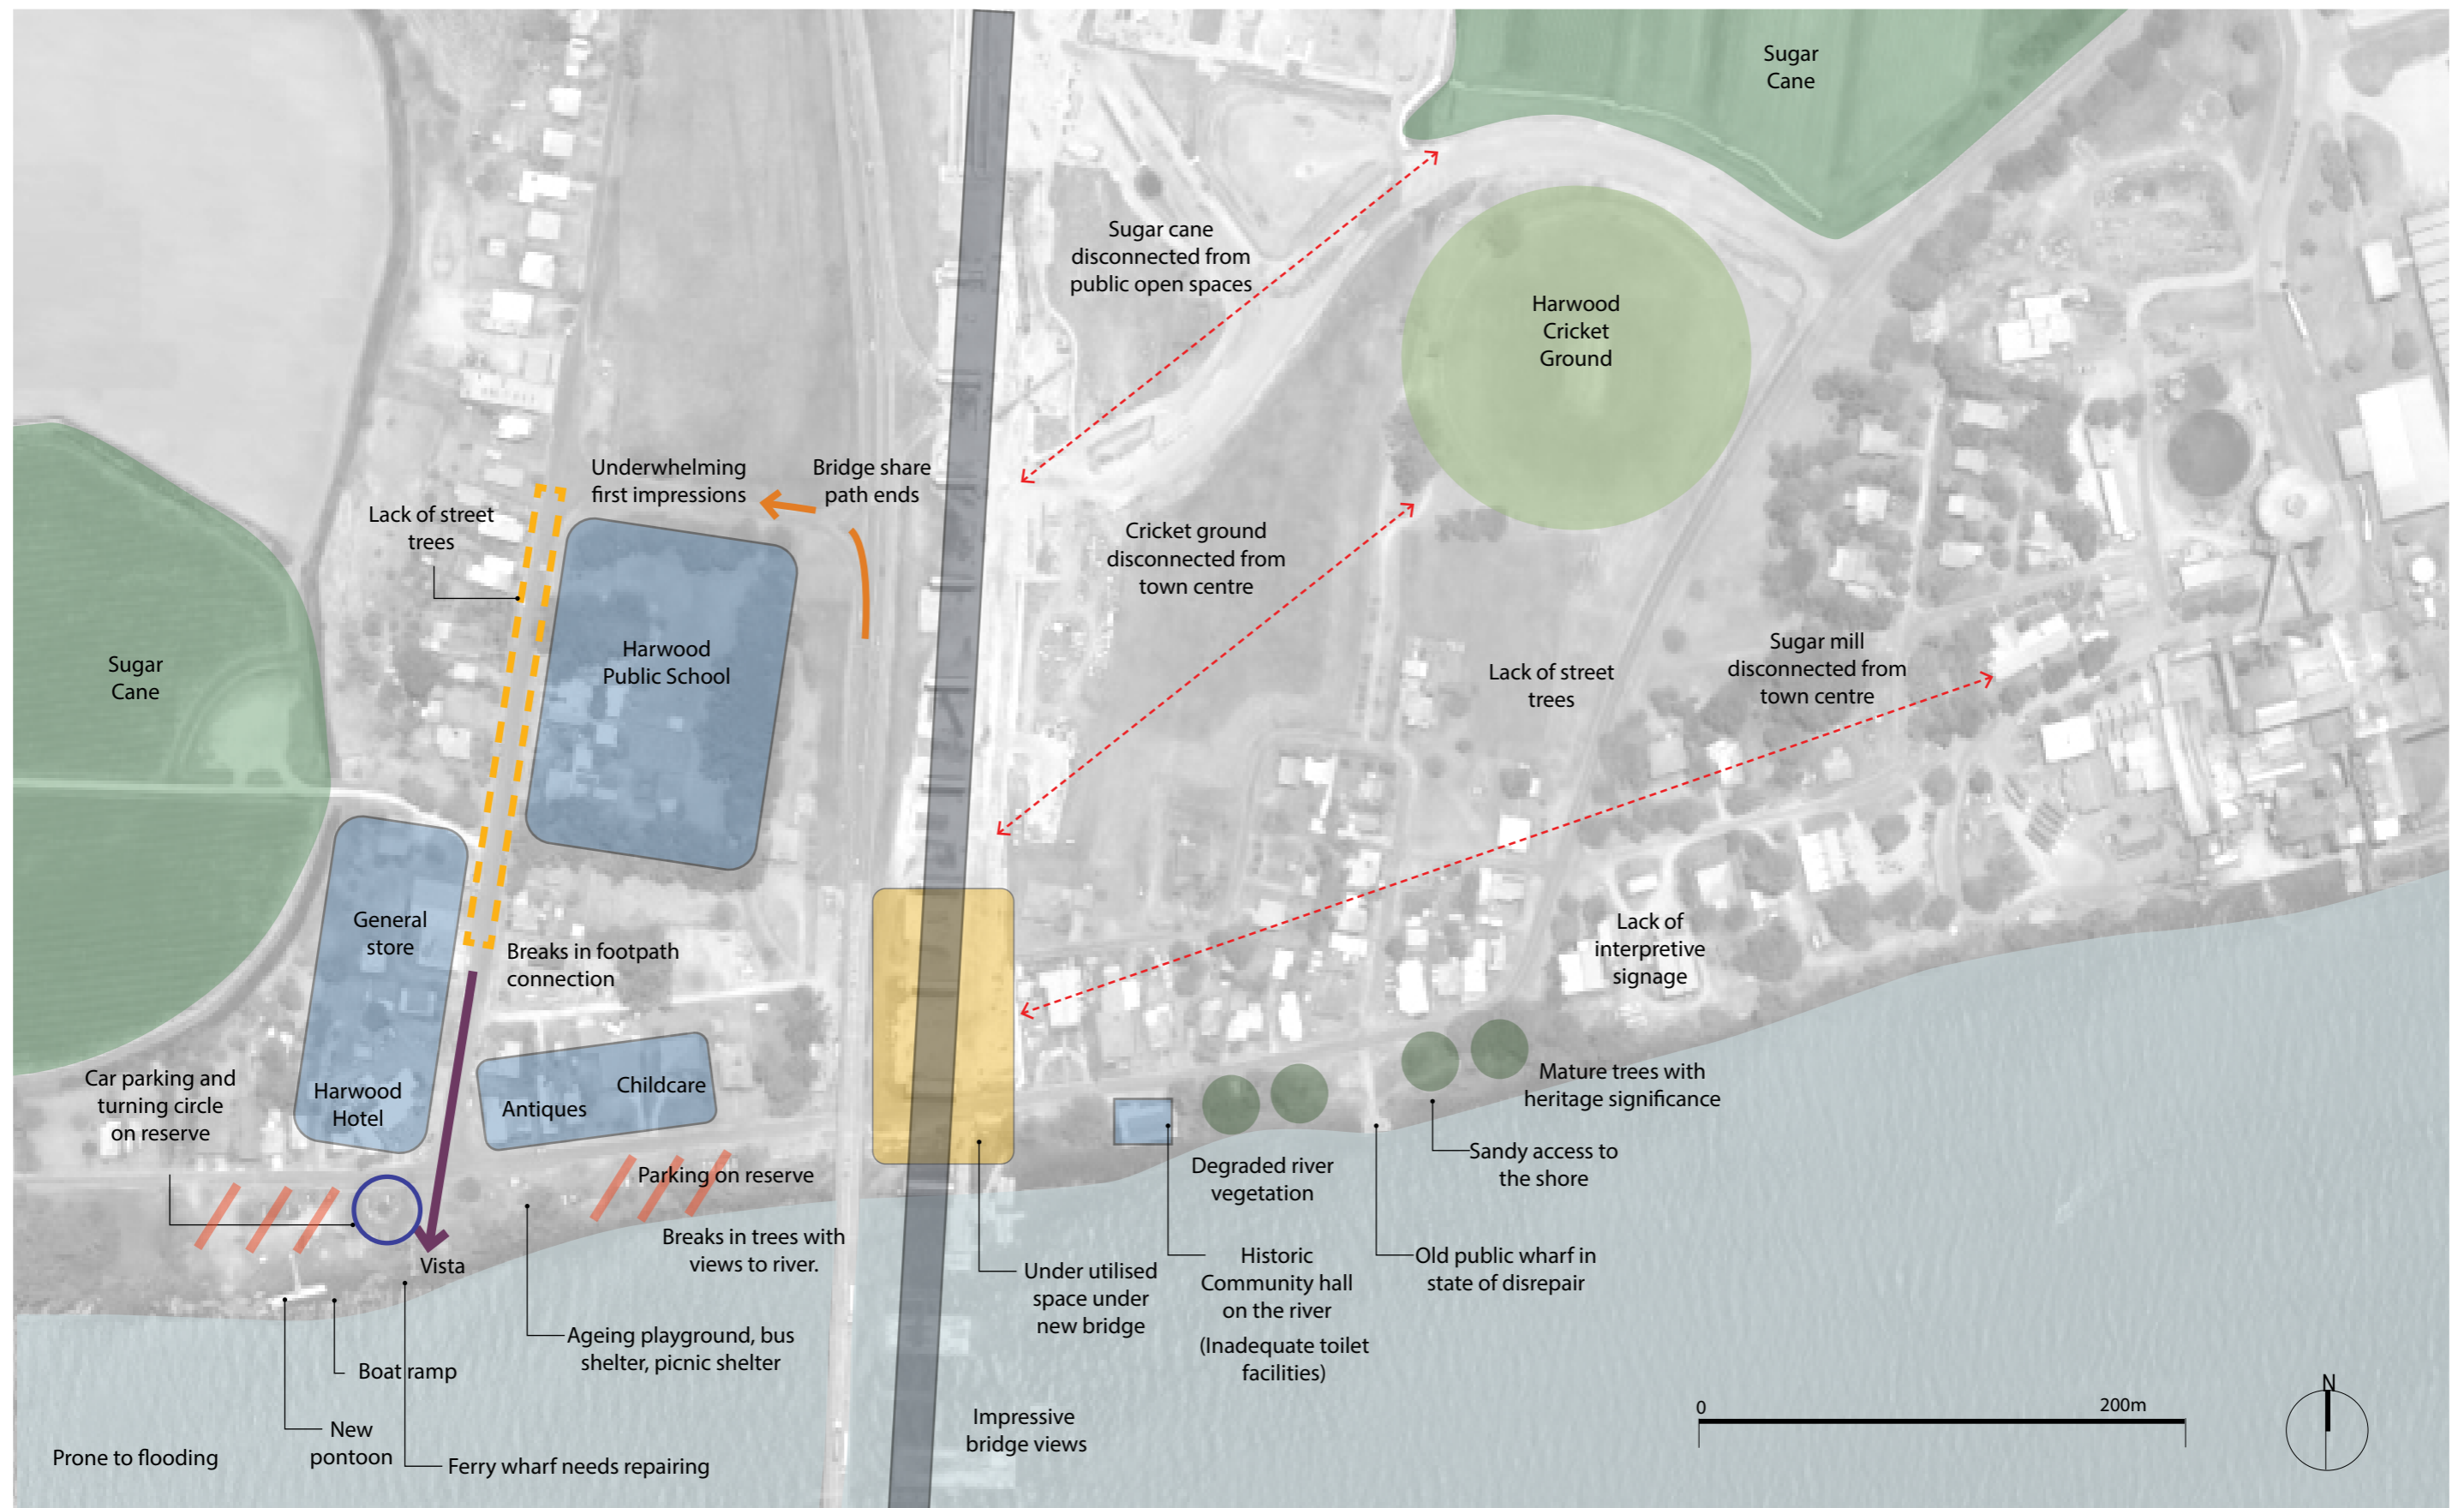 Sugar
Cane
Sugar cane
disconnected from
public open spaces
Harwood
Cricket
Ground
Underwhelming
first impressions
Bridge share
path ends
Lack of street
trees
Cricket ground
disconnected from
town centre
Harwood
Public School
Sugar
Cane
Lack of street
trees
Sugar mill
disconnected from
town centre
General
store
Breaks in footpath
connection
Lack of
interpretive
signage
Car parking and
turning circle
on reserve
Harwood
Hotel
Antiques
Childcare
Mature trees with
heritage significance
Parking on reserve
Degraded river
vegetation
Sandy access to
the shore
Breaks in trees with
views to river.
Vista
Under utilised
space under
new bridge
Historic
Community hall
on the river
(Inadequate toilet
facilities)
Old public wharf in
state of disrepair
Ageing playground, bus
shelter, picnic shelter
Boat ramp
New
pontoon
Ferry wharf needs repairing
Prone to flooding
Impressive
bridge views
0
200m
N